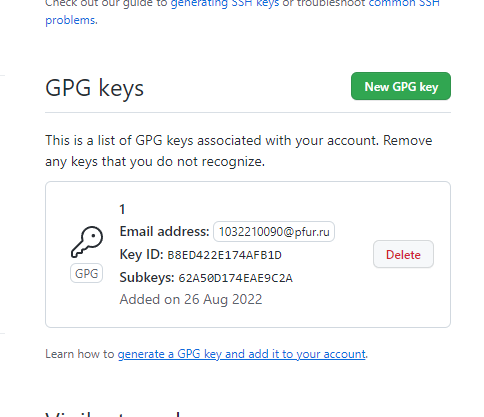 Check out our guide to generating SSH keys or troubleshoot common SSH
problems.
GPG keys
New GPG key
This is a list of GPG keys associated with your account. Remove
any keys that you do not recognize.
1
Email address: 1032210090@pfur.ru
Key ID: B8ED422E174AFB1D
GPG
Subkeys: 62A50D174EAE9C2A
Delete
Added on 26 Aug 2022
Learn how to generate a GPG key and add it to your account.